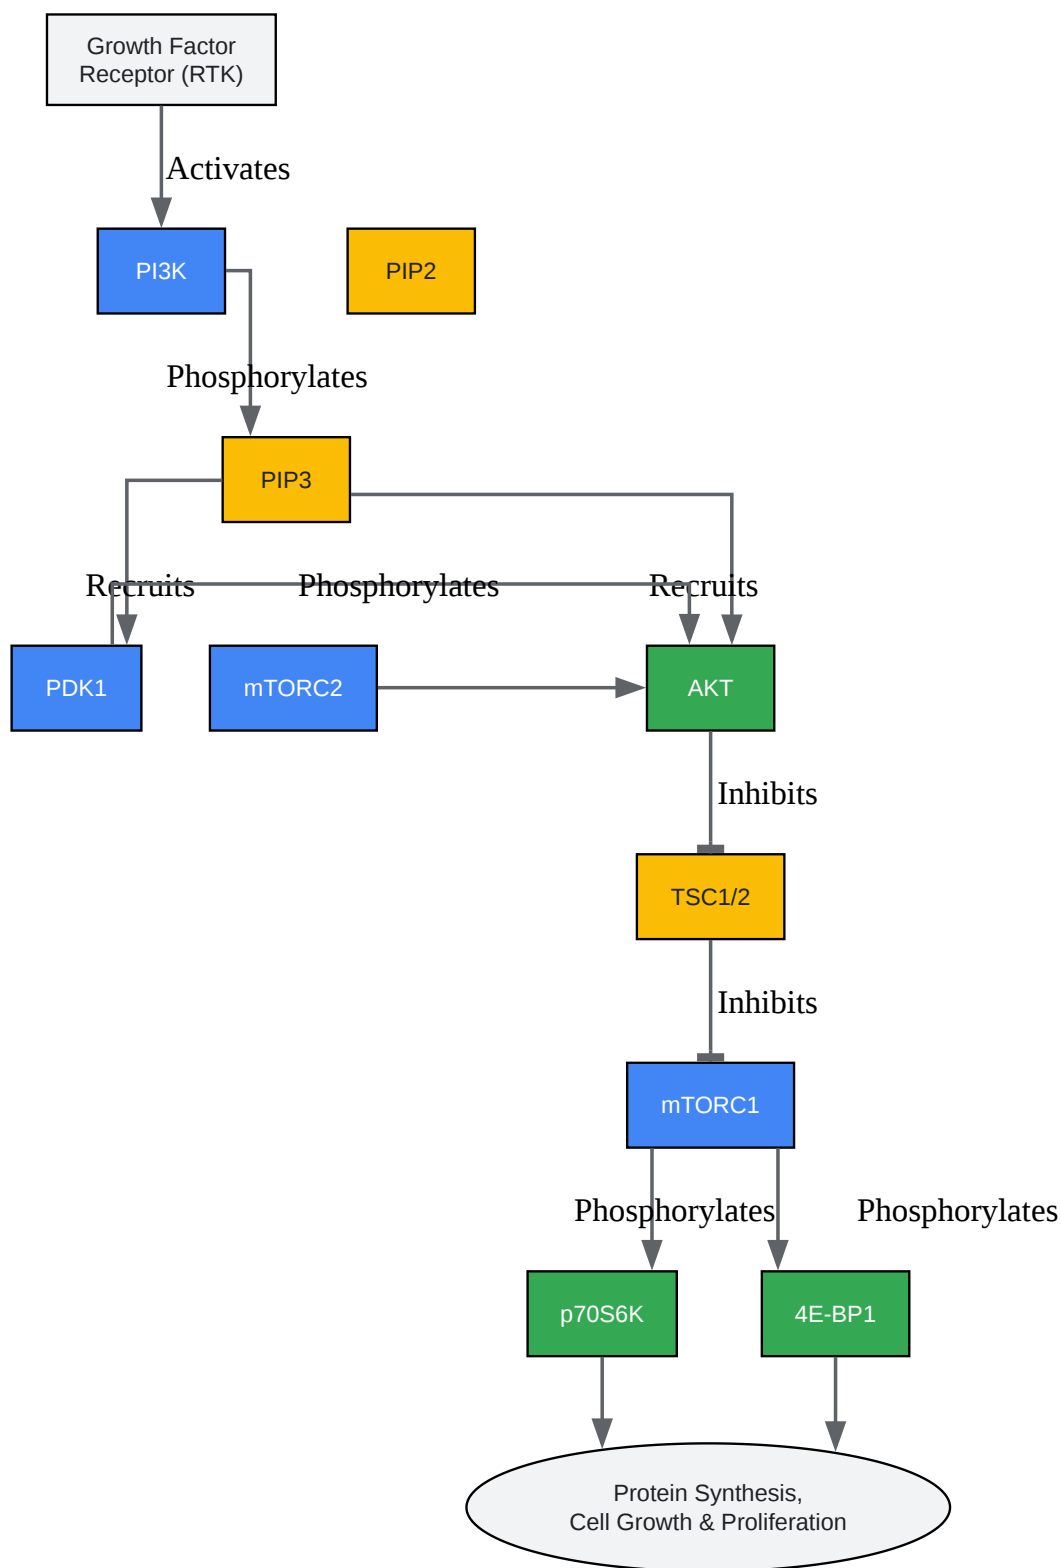 Growth Factor
Receptor (RTK)
Activates
PI3K
PIP2
Phosphorylates
PIP3
Recruits
Phosphorylates
Recruits
PDK1
mTORC2
AKT
Inhibits
TSC1/2
Inhibits
mTORC1
Phosphorylates
Phosphorylates
p70S6K
4E-BP1
Protein Synthesis,
Cell Growth & Proliferation